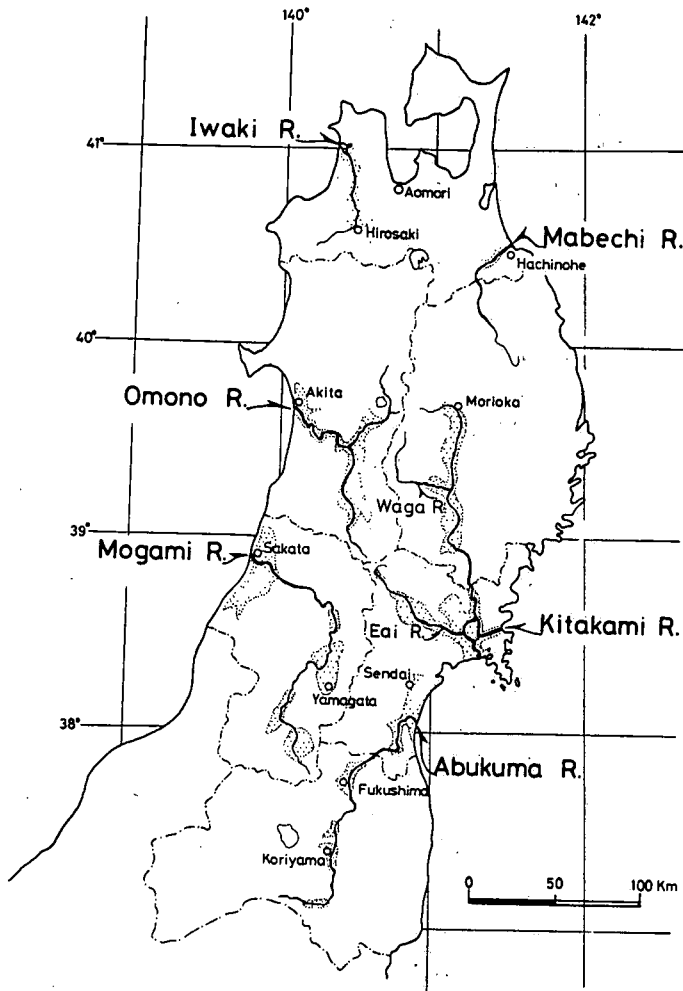 140°
142°
Iwaki R.
41°
Aomori
Hirosaki
Mabechi R.
Hachinohe
40°
Akita
Omono R.
Morioka
Waga R
39°
Sakata
Mogami R.
Eai R.
Kitakami R.
Sendai
Yamagata
38°
Abukuma R.
Fukushima
Koriyama
0 50 100 Km